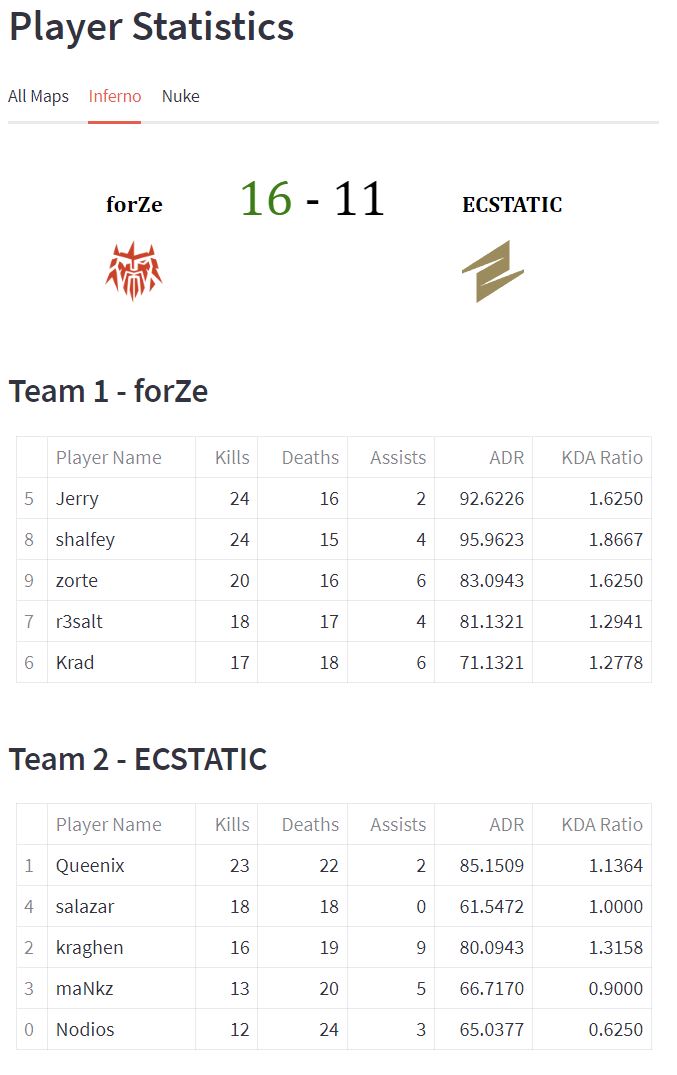 Player Statistics
All Maps Inferno Nuke
forZe 16 - 11 ECSTATIC
Team 1 - forZe
Player Name Kills Deaths Assists ADR KDA Ratio
5 Jerry 24 16 2 92.6226 1.6250
8 shalfey 24 15 4 95.9623 1.8667
9 zorte 20 16 6 83.0943 1.6250
7 r3salt 18 17 4 81.1321 1.2941
6 Krad 17 18 6 71.1321 1.2778
Team 2 - ECSTATIC
Player Name Kills Deaths Assists ADR KDA Ratio
1 Queenix 23 22 2 85.1509 1.1364
4 salazar 18 18 0 61.5472 1.0000
2 kraghen 16 19 9 80.0943 1.3158
3 maNkz 13 20 5 66.7170 0.9000
0 Nodios 12 24 3 65.0377 0.6250